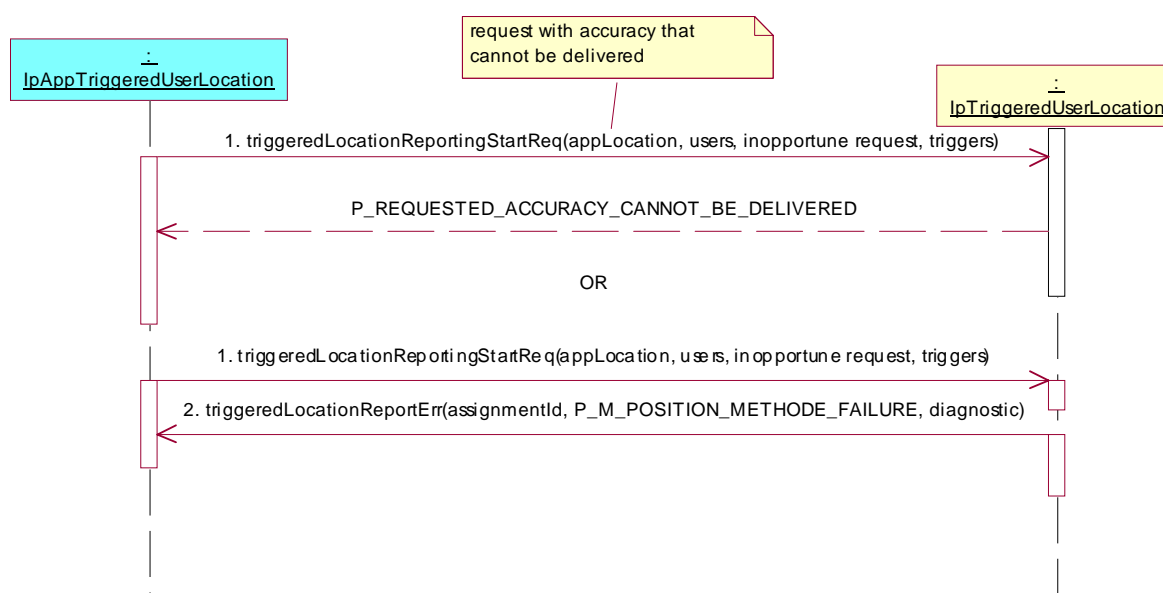 request with accuracy that
cannot be delivered
:
IpAppTriggeredUserLocation
:
IpTriggeredUserLocation
1. triggeredLocationReportingStartReq(appLocation, users, inopportune request, triggers)
P_REQUESTED_ACCURACY_CANNOT_BE_DELIVERED
OR
1. triggeredLocationReportingStartReq(appLocation, users, inopportune request, triggers)
2. triggeredLocationReportErr(assignmentId, P_M_POSITION_METHODE_FAILURE, diagnostic)